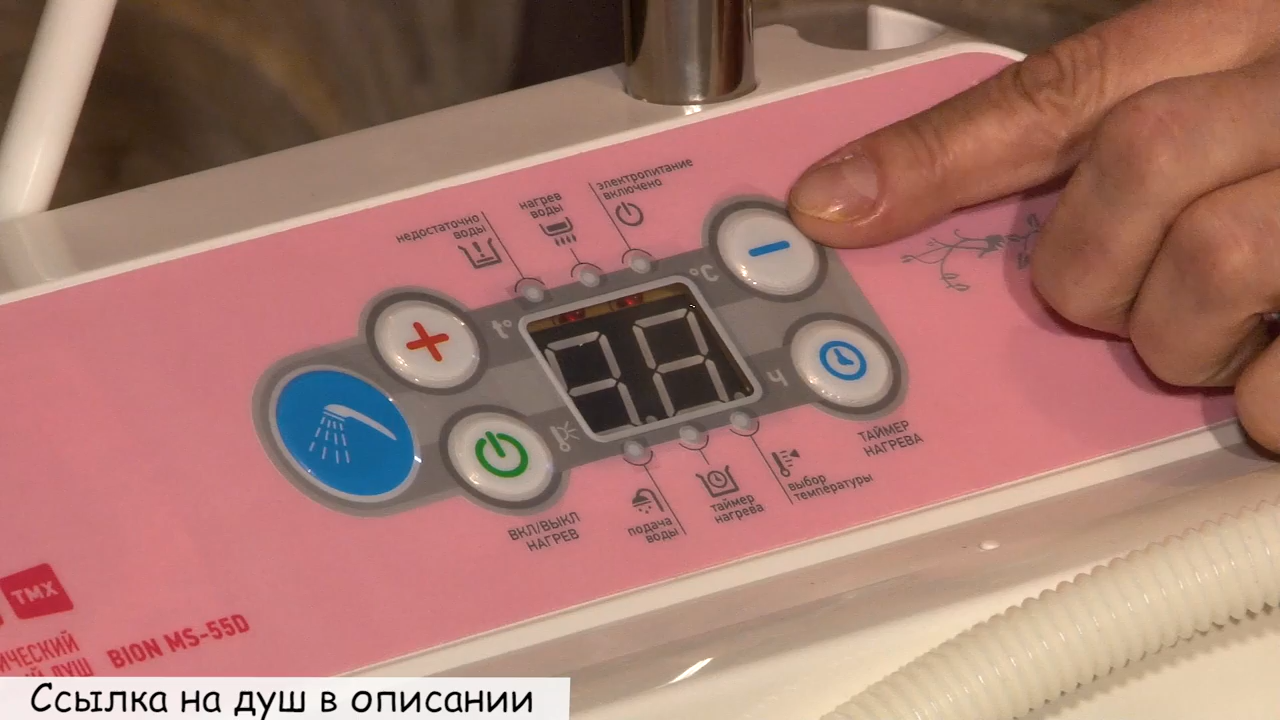 электропитание
включено
нагрев
воды
недостаточно
воды
°C
t°
ч
ТАЙМЕР
НАГРЕВА
выбор
температуры
таймер
нагрева
подача
воды
ВКЛ/ВЫКЛ
НАГРЕВ
ТМХ
BION MS-55D
Ссылка на душ в описании